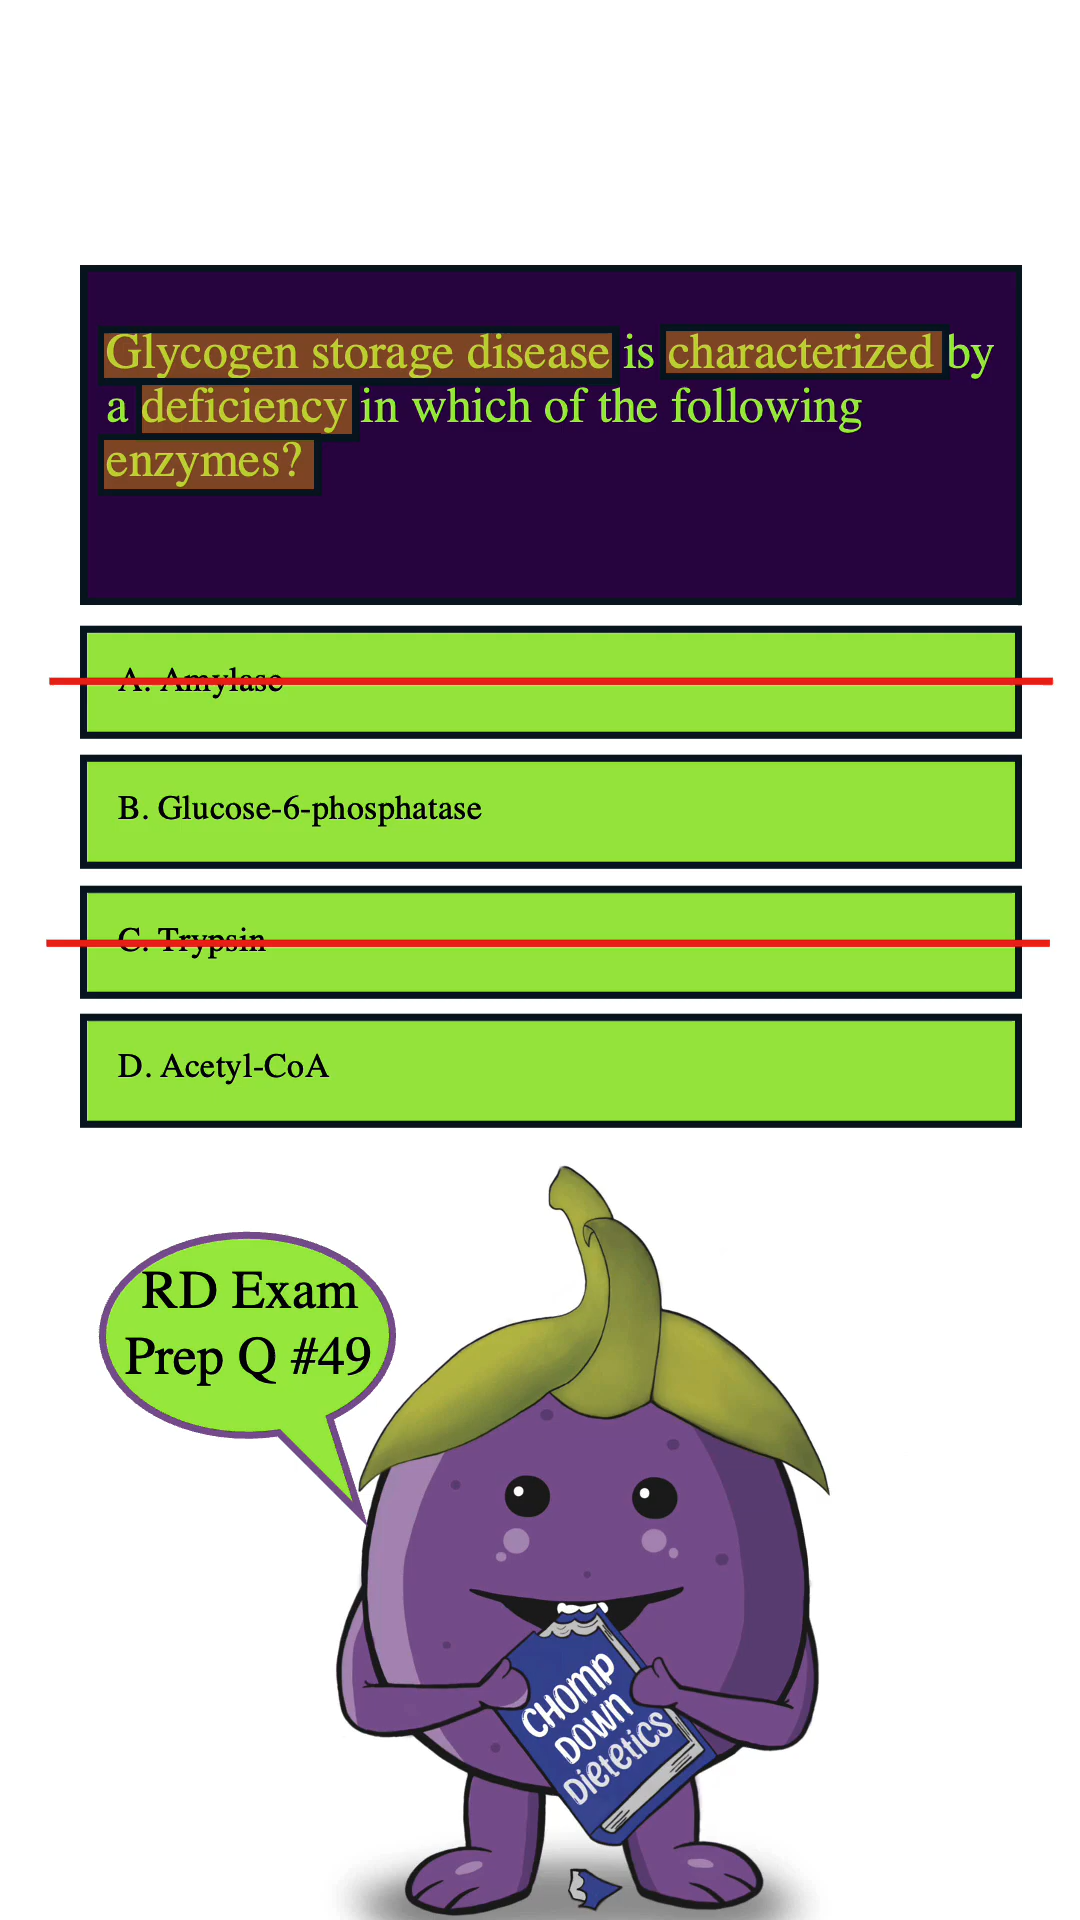 Glycogen storage disease is characterized by
a deficiency in which of the following
enzymes?
A. Amylase
B. Glucose-6-phosphatase
C. Trypsin
D. Acetyl-CoA
RD Exam
Prep Q #49
CHOMP
DOWN
Dietetics